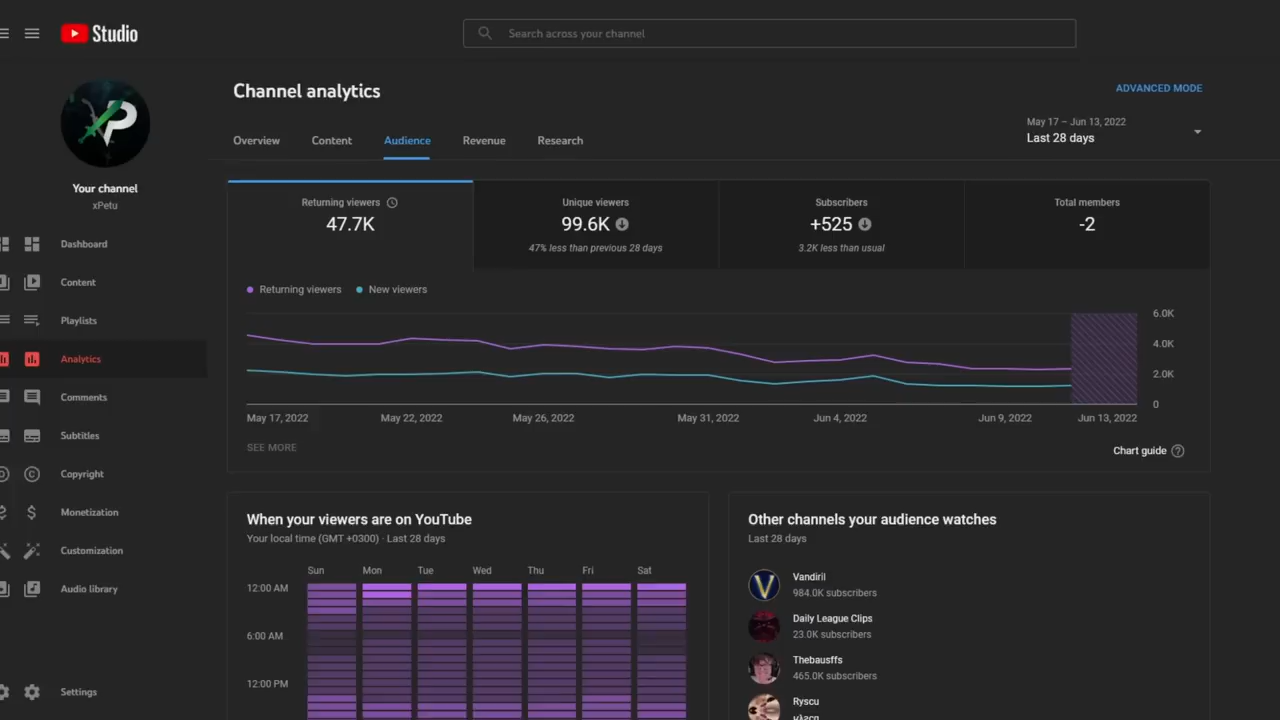 Studio
Search across your channel
Your channel
xPetu
Dashboard
Content
Playlists
Analytics
Comments
Subtitles
Copyright
Monetization
Customization
Audio library
Settings
Channel analytics
ADVANCED MODE
Overview
Content
Audience
Revenue
Research
May 17 – Jun 13, 2022
Last 28 days
Returning viewers
47.7K
Unique viewers
99.6K
47% less than previous 28 days
Subscribers
+525
3.2K less than usual
Total members
-2
Returning viewers
New viewers
6.0K
4.0K
2.0K
0
May 17, 2022
May 22, 2022
May 26, 2022
May 31, 2022
Jun 4, 2022
Jun 9, 2022
Jun 13, 2022
SEE MORE
Chart guide
When your viewers are on YouTube
Your local time (GMT +0300) · Last 28 days
Sun
Mon
Tue
Wed
Thu
Fri
Sat
12:00 AM
6:00 AM
12:00 PM
Other channels your audience watches
Last 28 days
Vandiril
984.0K subscribers
Daily League Clips
23.0K subscribers
Thebausffs
465.0K subscribers
Ryscu